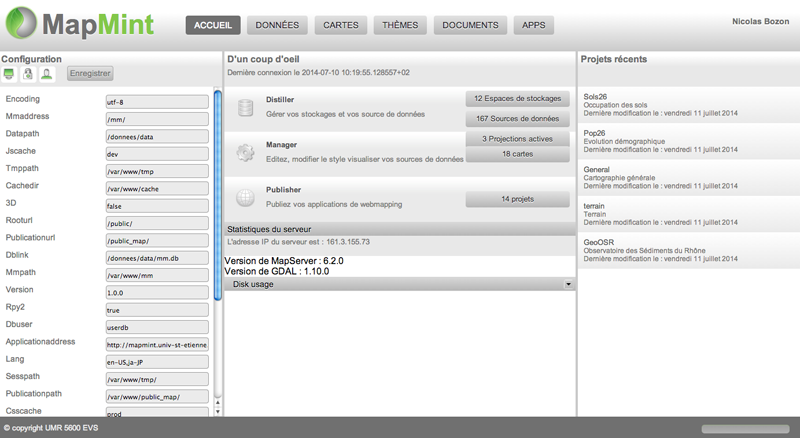 MapMint
ACCUEIL DONNÉES CARTES THÈMES DOCUMENTS APPS
Nicolas Bozon
Configuration
Enregistrer
Encoding utf-8
Mmaddress /mm/
Datapath /donnees/data
Jscache dev
Tmppath /var/www/tmp
Cachedir /var/www/cache
3D false
Rooturl /public/
Publicationurl /public_map/
Dblink /donnees/data/mm.db
Mmpath /var/www/mm
Version 1.0.0
Rpy2 true
Dbuser userdb
Applicationaddress http://mapmint.univ-st-etienne
Lang en-US,ja-JP
Sesspath /var/www/tmp/
Publicationpath /var/www/public_map/
Csscache prod
D'un coup d'oeil
Dernière connexion le 2014-07-10 10:19:55.128557+02
Distiller
Gérer vos stockages et vos source de données
12 Espaces de stockages
167 Sources de données
Manager
Editez, modifier le style visualiser vos sources de données
3 Projections actives
18 cartes
Publisher
Publiez vos applications de webmapping
14 projets
Statistiques du serveur
L'adresse IP du serveur est : 161.3.155.73
Version de MapServer : 6.2.0
Version de GDAL : 1.10.0
Disk usage
Projets récents
Sols26
Occupation des sols
Dernière modification le : vendredi 11 juillet 2014
Pop26
Evolution démographique
Dernière modification le : vendredi 11 juillet 2014
General
Cartographie générale
Dernière modification le : vendredi 11 juillet 2014
terrain
Terrain
Dernière modification le : vendredi 11 juillet 2014
GeoOSR
Observatoire des Sédiments du Rhône
Dernière modification le : vendredi 11 juillet 2014
© copyright UMR 5600 EVS